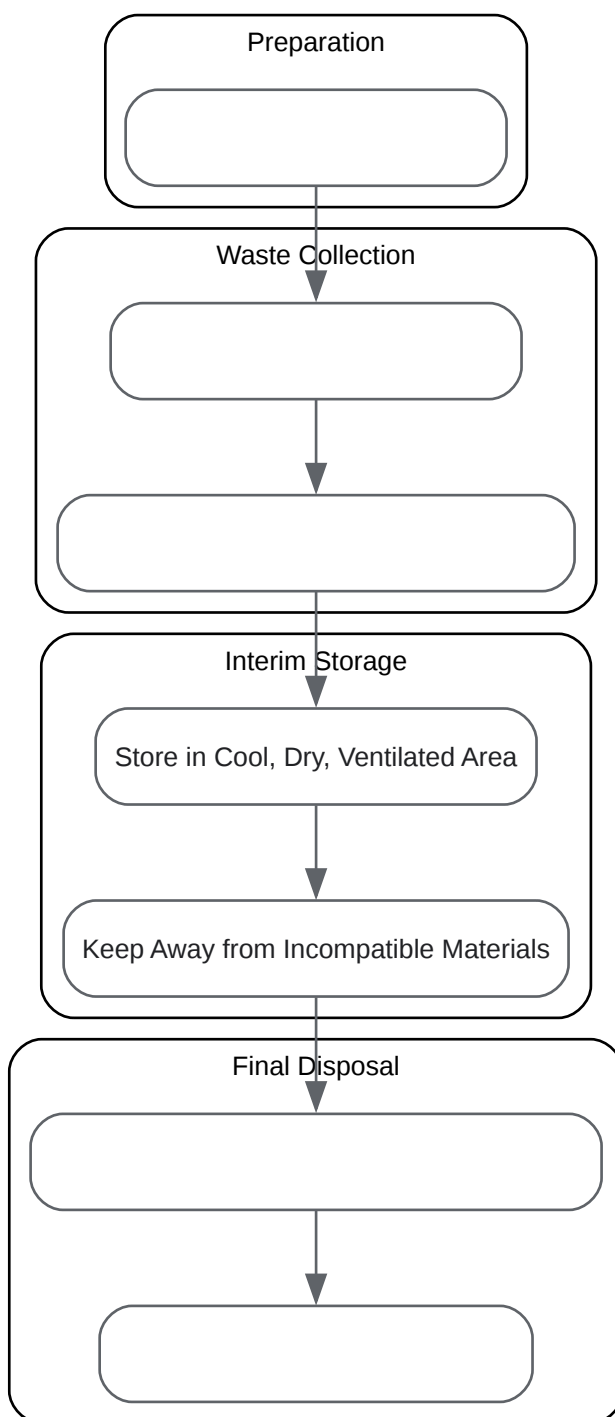 Preparation
Waste Collection
Interim Storage
Store in Cool, Dry, Ventilated Area
Keep Away from Incompatible Materials
Final Disposal